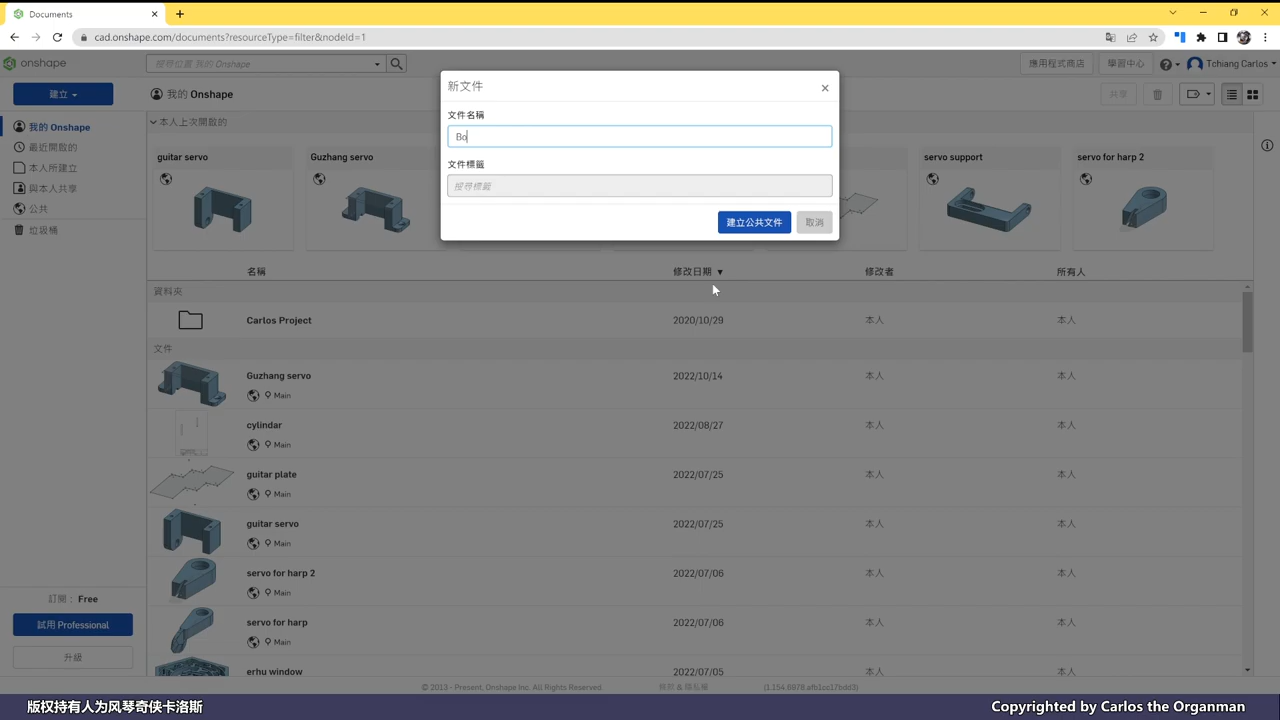 Documents
cad.onshape.com/documents?resourceType=filter&nodeId=1
onshape
搜尋位置 我的 Onshape
應用程式商店
學習中心
Tchiang Carlos
建立
我的 Onshape
共享
我的 Onshape
最近開啟的
本人所建立
與本人共享
公共
垃圾桶
本人上次開啟的
guitar servo
Guzhang servo
servo support
servo for harp 2
新文件
文件名稱
Bo
文件標籤
搜尋標籤
建立公共文件
取消
名稱
修改日期 ▼
修改者
所有人
資料夾
Carlos Project
2020/10/29
本人
本人
文件
Guzhang servo
2022/10/14
本人
本人
Main
cylindar
2022/08/27
本人
本人
Main
guitar plate
2022/07/25
本人
本人
Main
guitar servo
2022/07/25
本人
本人
Main
servo for harp 2
2022/07/06
本人
本人
Main
servo for harp
2022/07/06
本人
本人
Main
erhu window
2022/07/05
本人
本人
訂閱： Free
試用 Professional
升級
© 2013 - Present, Onshape Inc. All Rights Reserved.
條款 & 隱私權
版权持有人为风琴奇侠卡洛斯
Copyrighted by Carlos the Organman